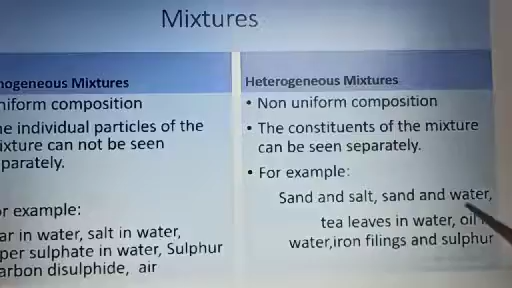 Mixtures
nogeneous Mixtures
niform composition
ne individual particles of the
ixture can not be seen
parately.
r example:
ar in water, salt in water,
per sulphate in water, Sulphur
arbon disulphide, air
Heterogeneous Mixtures
• Non uniform composition
• The constituents of the mixture
can be seen separately.
• For example:
Sand and salt, sand and water,
tea leaves in water, oil
water,iron filings and sulphur